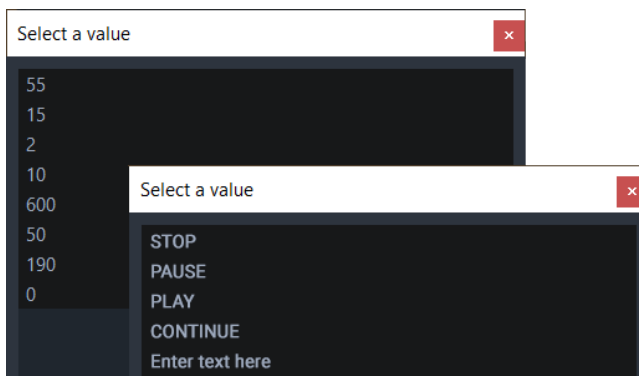 Select a value
55
15
2
10
600
50
190
0
Select a value
STOP
PAUSE
PLAY
CONTINUE
Enter text here